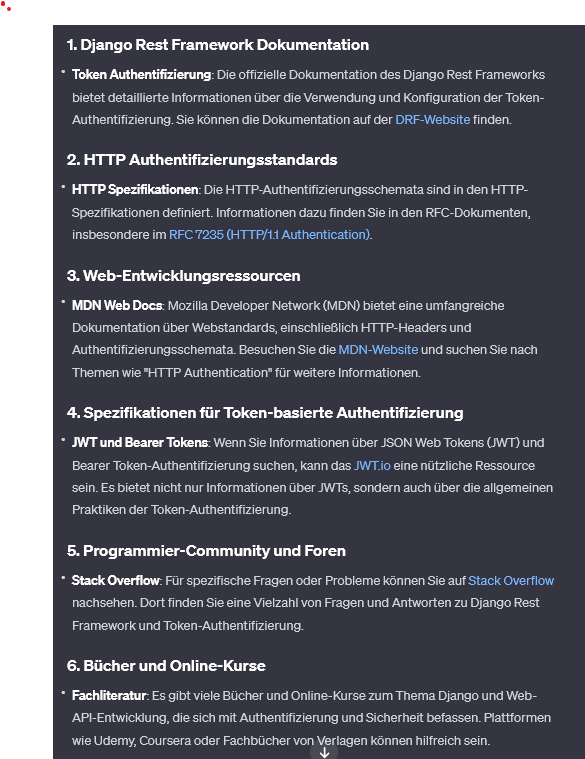 1. Django Rest Framework Dokumentation
• Token Authentifizierung: Die offizielle Dokumentation des Django Rest Frameworks
bietet detaillierte Informationen über die Verwendung und Konfiguration der Token-
Authentifizierung. Sie können die Dokumentation auf der DRF-Website finden.
2. HTTP Authentifizierungsstandards
• HTTP Spezifikationen: Die HTTP-Authentifizierungsschemata sind in den HTTP-
Spezifikationen definiert. Informationen dazu finden Sie in den RFC-Dokumenten,
insbesondere im RFC 7235 (HTTP/1.1 Authentication).
3. Web-Entwicklungsressourcen
• MDN Web Docs: Mozilla Developer Network (MDN) bietet eine umfangreiche
Dokumentation über Webstandards, einschließlich HTTP-Headers und
Authentifizierungsschemata. Besuchen Sie die MDN-Website und suchen Sie nach
Themen wie "HTTP Authentication" für weitere Informationen.
4. Spezifikationen für Token-basierte Authentifizierung
• JWT und Bearer Tokens: Wenn Sie Informationen über JSON Web Tokens (JWT) und
Bearer Token-Authentifizierung suchen, kann das JWT.io eine nützliche Ressource
sein. Es bietet nicht nur Informationen über JWTs, sondern auch über die allgemeinen
Praktiken der Token-Authentifizierung.
5. Programmier-Community und Foren
• Stack Overflow: Für spezifische Fragen oder Probleme können Sie auf Stack Overflow
nachsehen. Dort finden Sie eine Vielzahl von Fragen und Antworten zu Django Rest
Framework und Token-Authentifizierung.
6. Bücher und Online-Kurse
• Fachliteratur: Es gibt viele Bücher und Online-Kurse zum Thema Django und Web-
API-Entwicklung, die sich mit Authentifizierung und Sicherheit befassen. Plattformen
wie Udemy, Coursera oder Fachbücher von Verlagen können hilfreich sein.